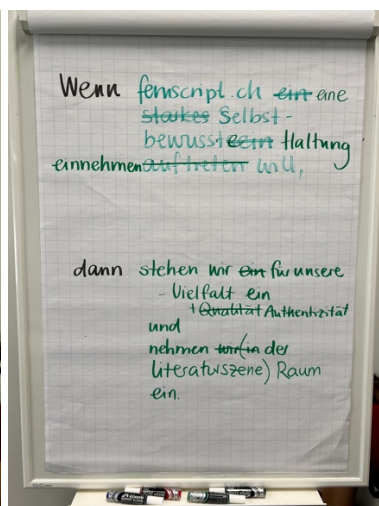 Wenn femscript.ch ein eine
starkes Selbst-
bewusstsein Haltung
einnehmen auftreten will,
dann stehen wir ein für unsere
- Vielfalt ein
+ Qualität Authentizität
und
nehmen wir (in der
Literaturszene) Raum
ein.